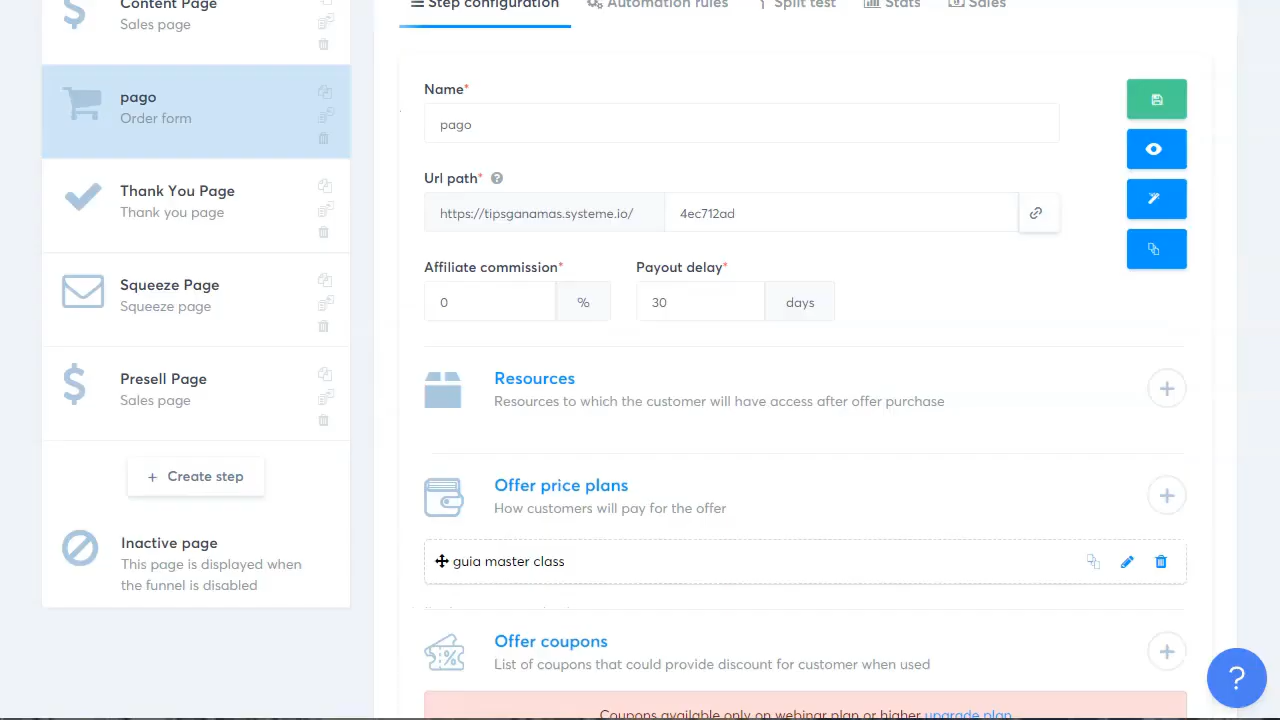 Content Page
Sales page
pago
Order form
Thank You Page
Thank you page
Squeeze Page
Squeeze page
Presell Page
Sales page
+ Create step
Inactive page
This page is displayed when
the funnel is disabled
Step configuration
Automation rules
Split test
Stats
Sales
Name*
pago
Url path* ?
https://tipsganamas.systeme.io/ 4ec712ad
Affiliate commission* Payout delay*
0 % 30 days
Resources
Resources to which the customer will have access after offer purchase
Offer price plans
How customers will pay for the offer
guia master class
Offer coupons
List of coupons that could provide discount for customer when used
Coupons available only on webinar plan or higher upgrade plan
?